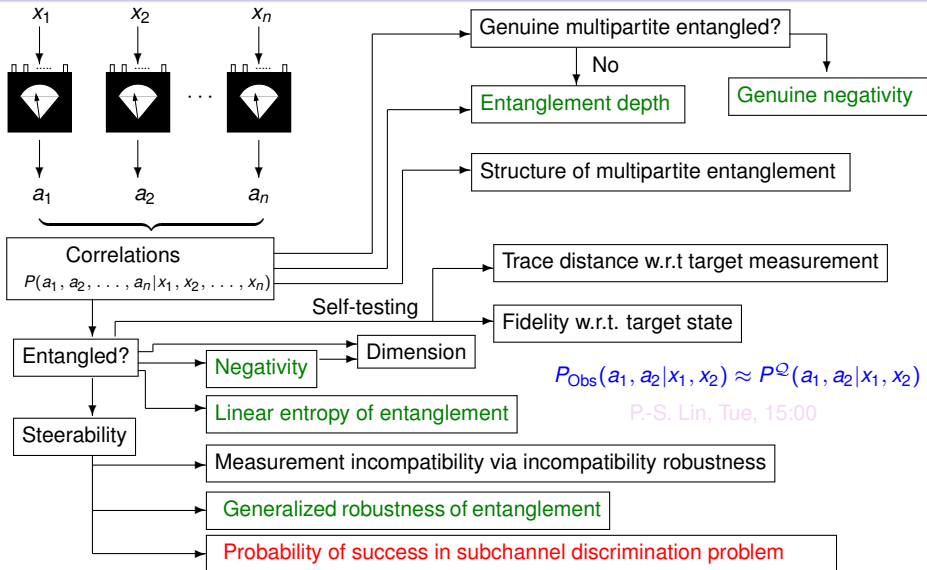 x₁ x₂ xₙ
Genuine multipartite entangled?
No
Entanglement depth
Genuine negativity
. . .
a₁ a₂ aₙ
Structure of multipartite entanglement
Correlations
P(a₁, a₂, . . . , aₙ|x₁, x₂, . . . , xₙ)
Trace distance w.r.t target measurement
Self-testing
Fidelity w.r.t. target state
Entangled?
Dimension
Negativity
P_Obs(a₁, a₂|x₁, x₂) ≈ P^𝒬(a₁, a₂|x₁, x₂)
Linear entropy of entanglement
P.-S. Lin, Tue, 15:00
Steerability
Measurement incompatibility via incompatibility robustness
Generalized robustness of entanglement
Probability of success in subchannel discrimination problem